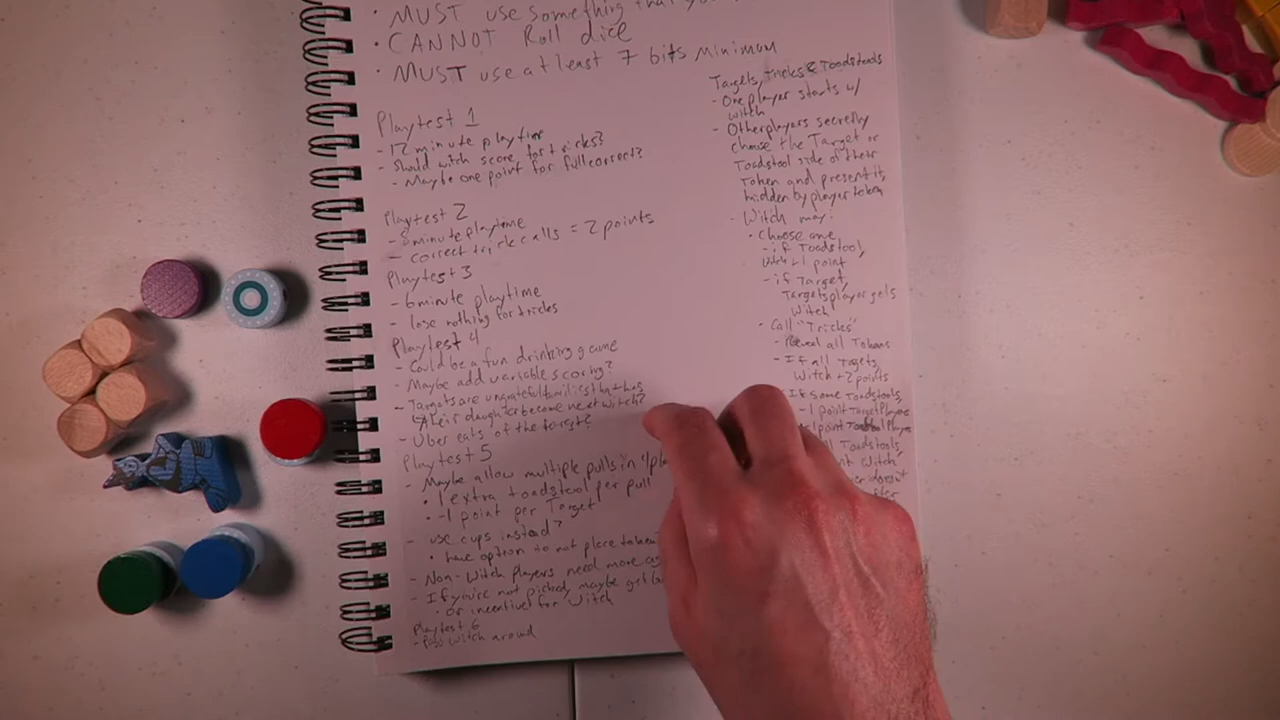 • MUST use something that you
• CANNOT Roll dice
• MUST use at least 7 bits minimum
Playtest 1
- 12 minute playtime
- Should witch score for tricks?
- Maybe one point for full correct?
Playtest 2
- 8 minute playtime
- correct trick calls = 2 points
Playtest 3
- 6 minute playtime
- lose nothing for tricks
Playtest 4
- Could be a fun drinking game
- Maybe add variable scoring?
- Targets are ungrateful families that has
their daughter become next witch?
- Uber eats of the forest?
Playtest 5
- Maybe allow multiple pulls in
• 1 extra toadstool per pull
• -1 point per Target
- use cups instead?
• have option to not place token
- Non-Witch Players need more
- If you're not picked, maybe get
• or incentive for Witch
Playtest 6
- Pass witch around
Targets, Tricks & Toadstools
- One player starts w/
witch
- Other players secretly
choose the Target or
Toadstool side of their
Token and present it,
hidden by player token
- Witch may:
• Choose one
- if Toadstool,
witch +1 point
- if Target,
Targets player gets
Witch
• Call "Tricks"
- Reveal all Tokens
- If all Targets,
Witch +2 points
If some Toadstools,
- 1 point Target Players
Toadstools,
Witch
doesn't